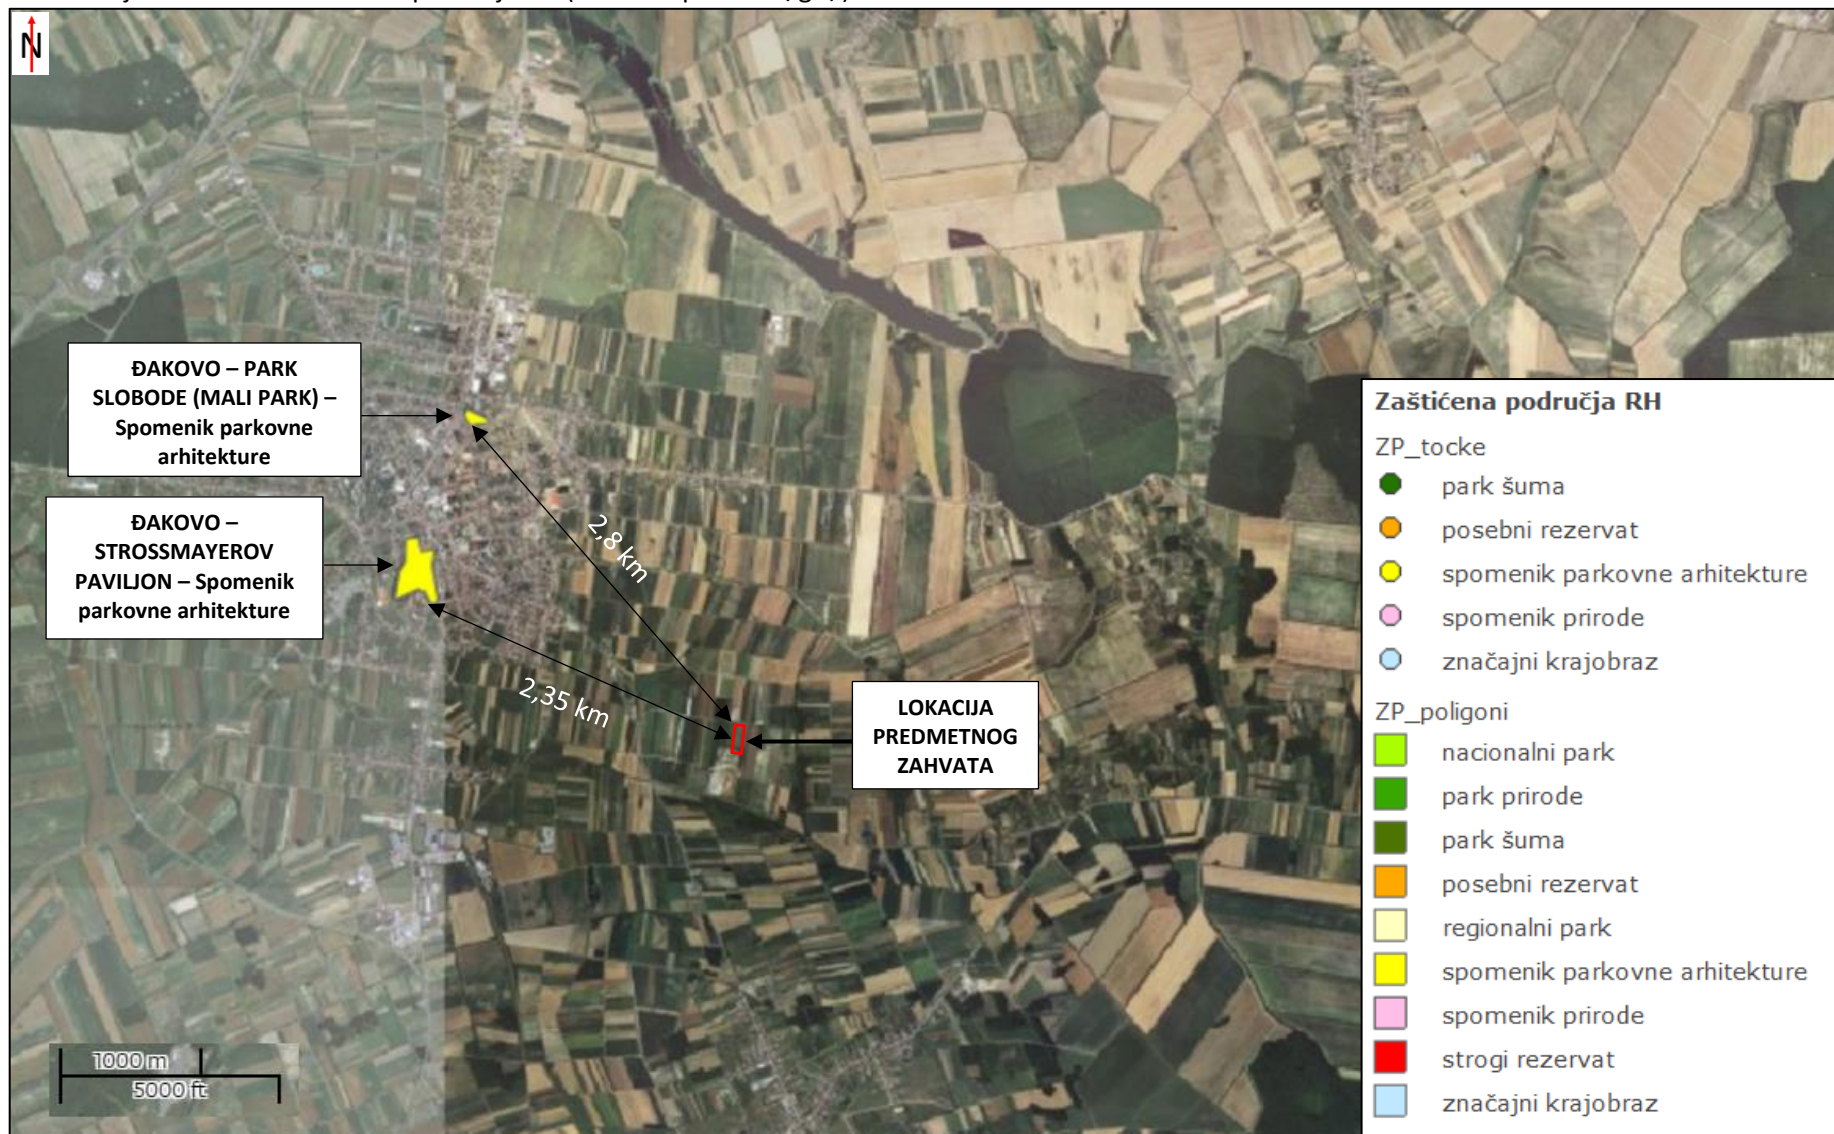 N
ĐAKOVO – PARK
SLOBODE (MALI PARK) –
Spomenik parkovne
arhitekture
ĐAKOVO –
STROSSMAYEROV
PAVILJON – Spomenik
parkovne arhitekture
2,8 km
2,35 km
LOKACIJA
PREDMETNOG
ZAHVATA
1000 m
5000 ft
Zaštićena područja RH
ZP_tocke
park šuma
posebni rezervat
spomenik parkovne arhitekture
spomenik prirode
značajni krajobraz
ZP_poligoni
nacionalni park
park prirode
park šuma
posebni rezervat
regionalni park
spomenik parkovne arhitekture
spomenik prirode
strogi rezervat
značajni krajobraz